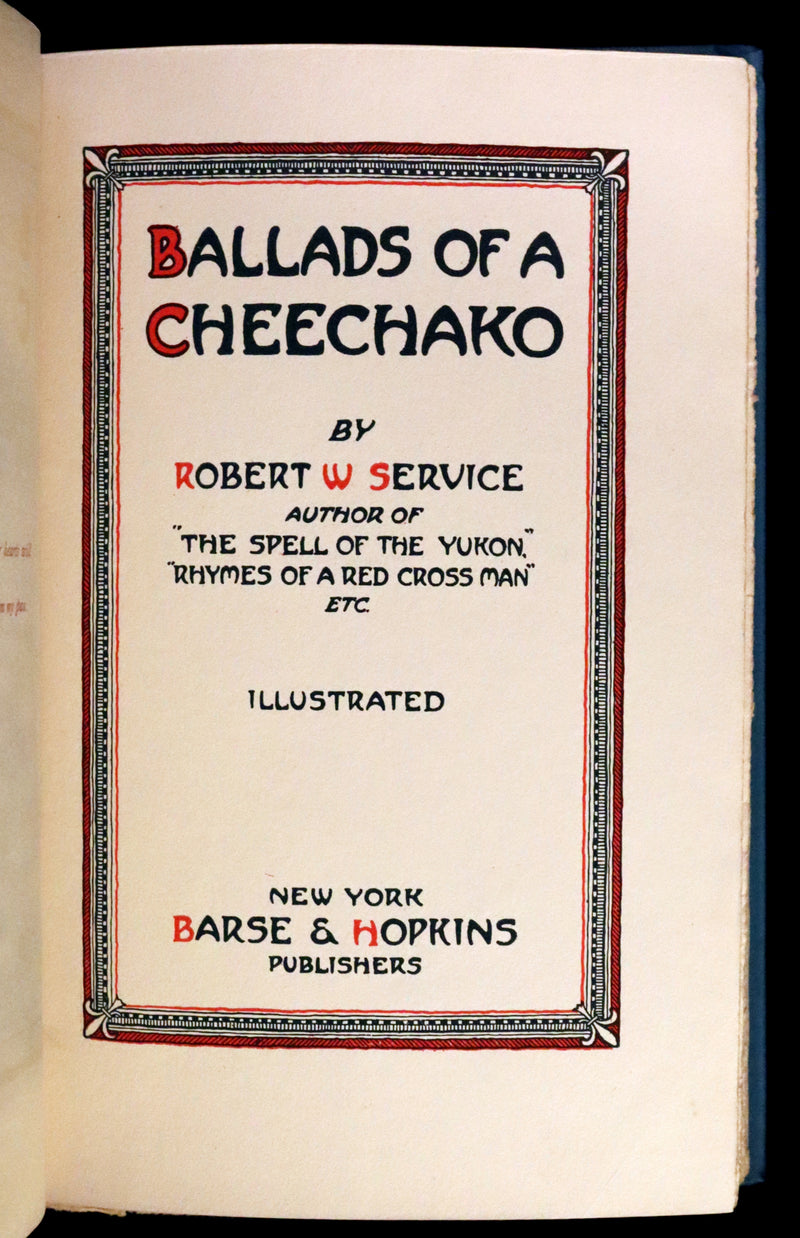 BALLADS OF A
CHEECHAKO
BY
ROBERT W SERVICE
AUTHOR OF
"THE SPELL OF THE YUKON,"
"RHYMES OF A RED CROSS MAN"
ETC.
ILLUSTRATED
NEW YORK
BARSE & HOPKINS
PUBLISHERS